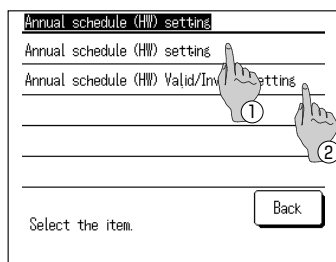 Annual schedule (HW) setting
Annual schedule (HW) setting
Annual schedule (HW) Valid/Inv etting
①
②
Back
Select the item.